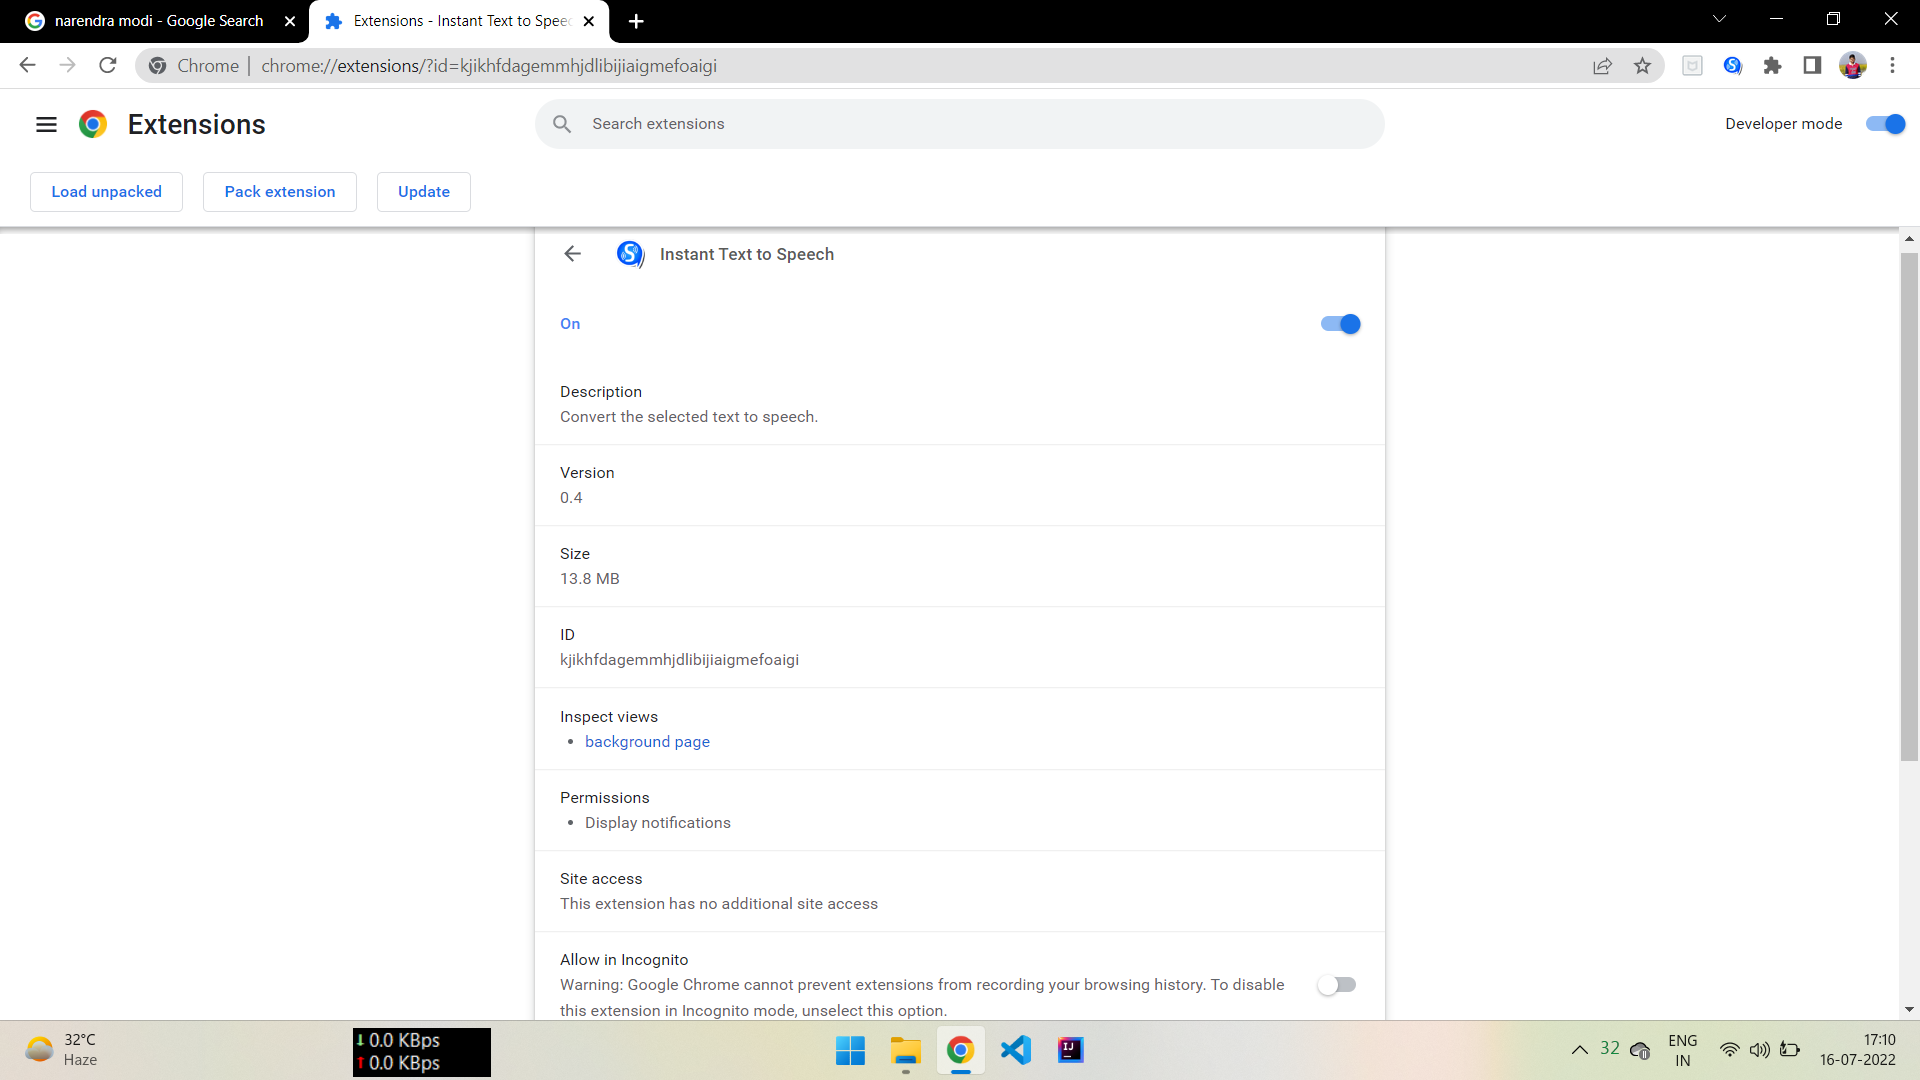 narendra modi - Google Search
Extensions - Instant Text to Speec
Chrome
chrome://extensions/?id=kjikhfdagemmhjdlibijiaigmefoaigi
Extensions
Search extensions
Developer mode
Load unpacked
Pack extension
Update
Instant Text to Speech
On
Description
Convert the selected text to speech.
Version
0.4
Size
13.8 MB
ID
kjikhfdagemmhjdlibijiaigmefoaigi
Inspect views
• background page
Permissions
• Display notifications
Site access
This extension has no additional site access
Allow in Incognito
Warning: Google Chrome cannot prevent extensions from recording your browsing history. To disable
this extension in Incognito mode, unselect this option.
32°C
Haze
0.0 KBps
0.0 KBps
IJ
32
ENG
IN
17:10
16-07-2022